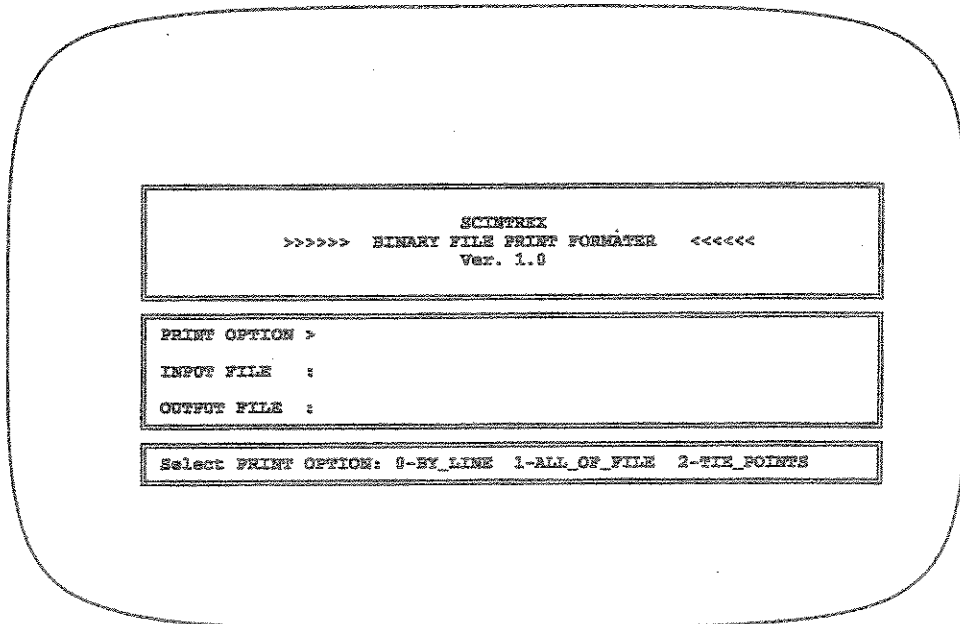 SCINTREX
>>>>>> BINARY FILE PRINT FORMATER <<<<<<
Ver. 1.0
PRINT OPTION >
INPUT FILE :
OUTPUT FILE :
Select PRINT OPTION: 0-BY_LINE 1-ALL_OF_FILE 2-TIE_POINTS